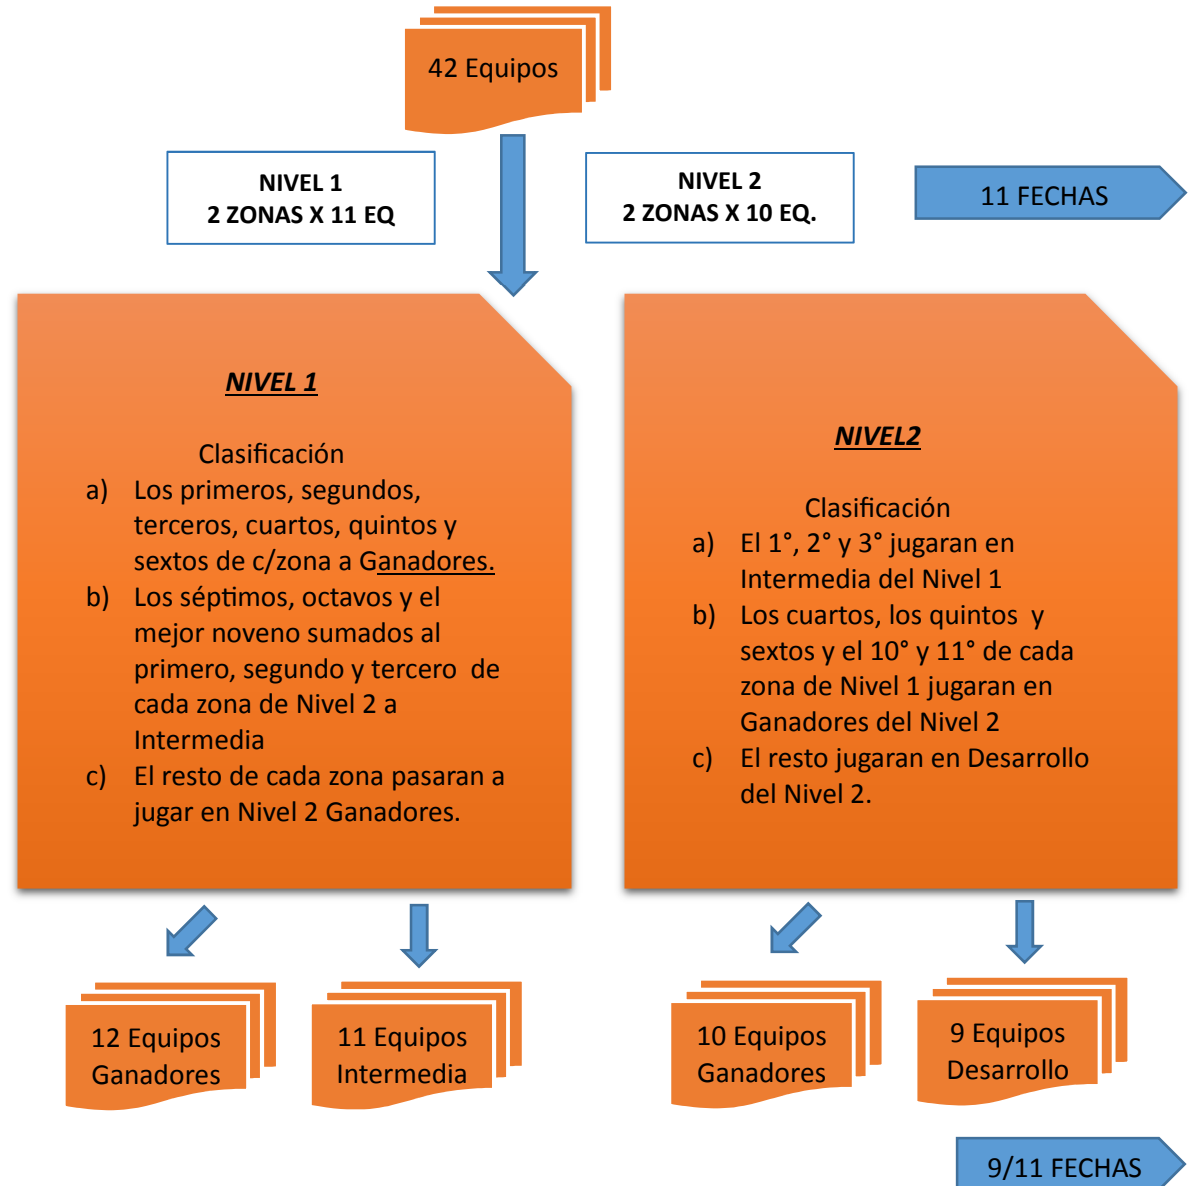 42 Equipos
NIVEL 1
2 ZONAS X 11 EQ
NIVEL 2
2 ZONAS X 10 EQ.
11 FECHAS
NIVEL 1
Clasificación
a) Los primeros, segundos,
terceros, cuartos, quintos y
sextos de c/zona a Ganadores.
b) Los séptimos, octavos y el
mejor noveno sumados al
primero, segundo y tercero de
cada zona de Nivel 2 a
Intermedia
c) El resto de cada zona pasaran a
jugar en Nivel 2 Ganadores.
NIVEL2
Clasificación
a) El 1°, 2° y 3° jugaran en
Intermedia del Nivel 1
b) Los cuartos, los quintos y
sextos y el 10° y 11° de cada
zona de Nivel 1 jugaran en
Ganadores del Nivel 2
c) El resto jugaran en Desarrollo
del Nivel 2.
12 Equipos
Ganadores
11 Equipos
Intermedia
10 Equipos
Ganadores
9 Equipos
Desarrollo
9/11 FECHAS